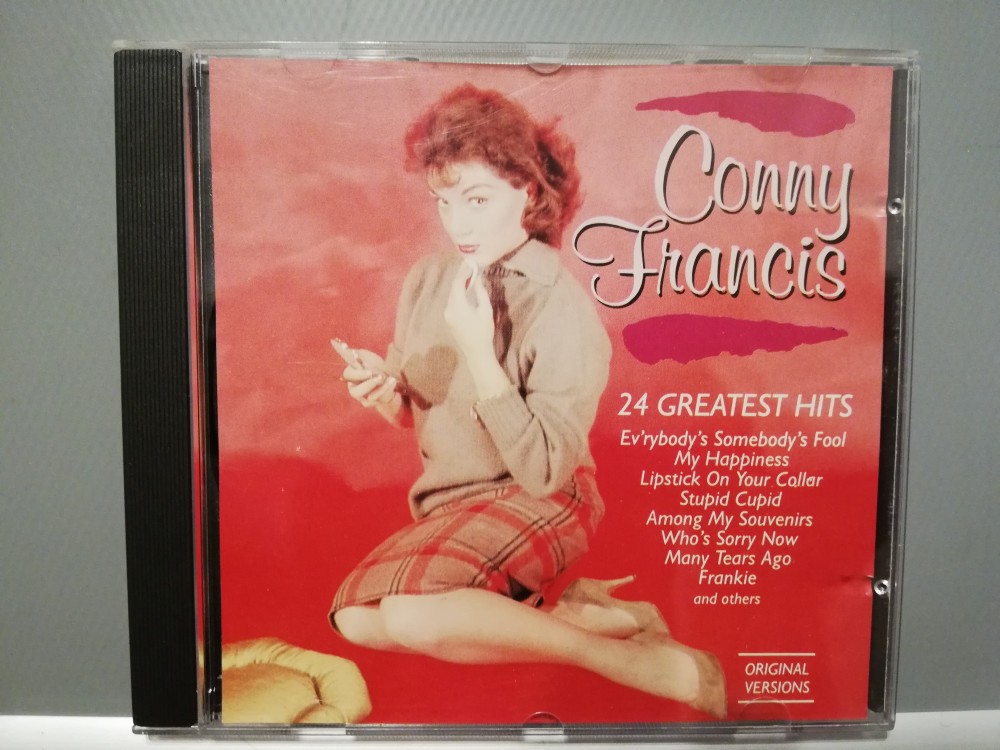 Conny
Francis
24 GREATEST HITS
Ev'rybody's Somebody's Fool
My Happiness
Lipstick On Your Collar
Stupid Cupid
Among My Souvenirs
Who's Sorry Now
Many Tears Ago
Frankie
and others
ORIGINAL
VERSIONS